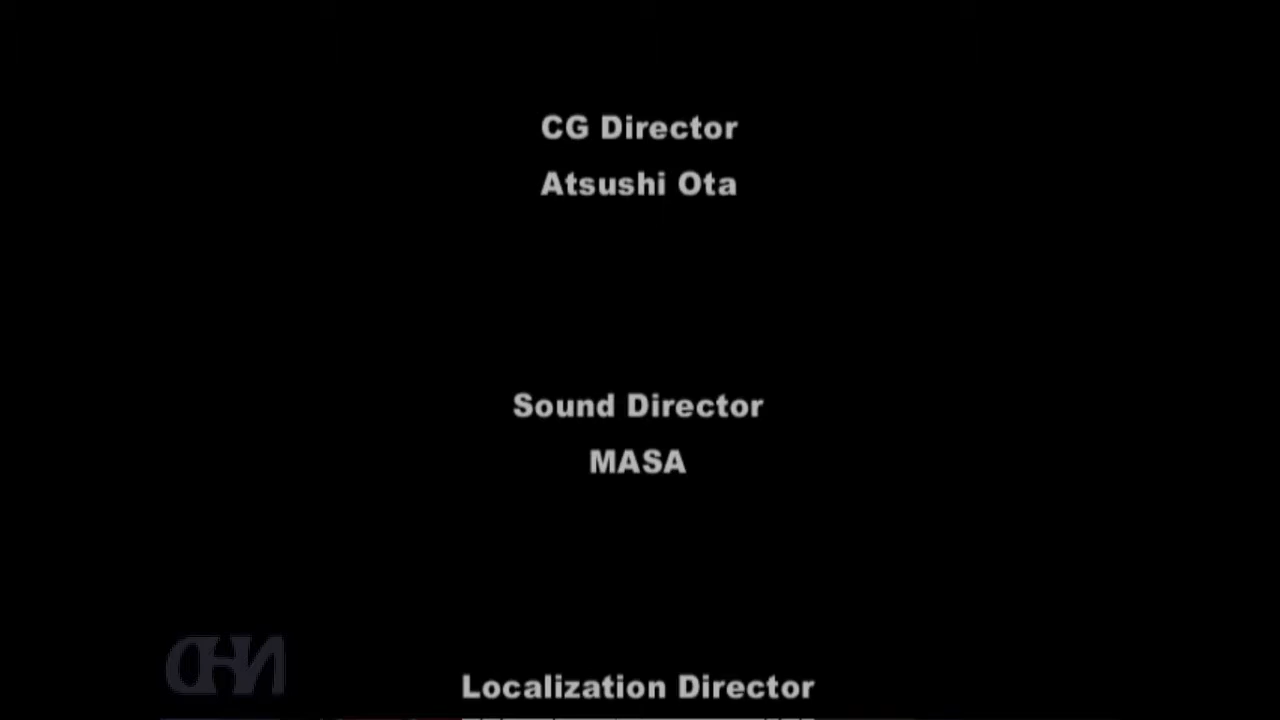 CG Director
Atsushi Ota
Sound Director
MASA
Localization Director